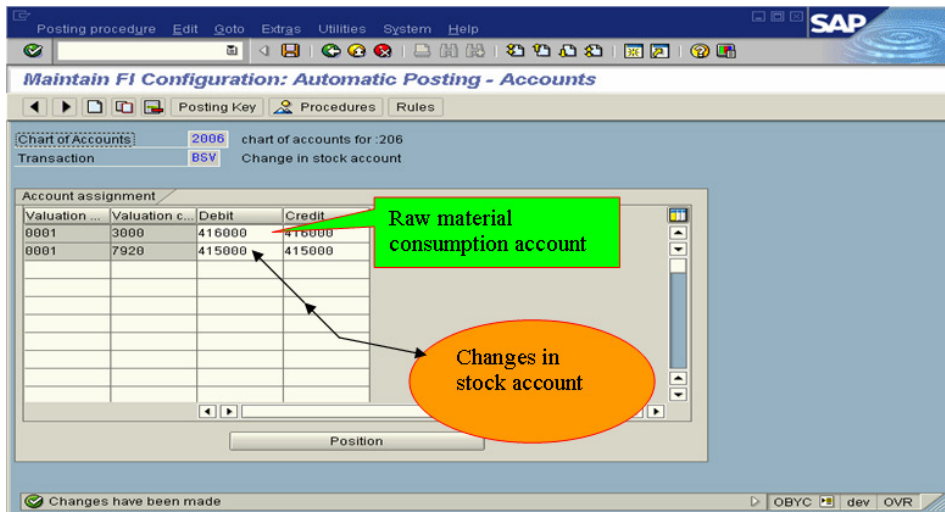 Posting procedure Edit Goto Extras Utilities System Help
SAP
Maintain FI Configuration: Automatic Posting - Accounts
Posting Key Procedures Rules
Chart of Accounts 2006 chart of accounts for :206
Transaction BSV Change in stock account
Account assignment
Valuation ... Valuation c... Debit Credit
0001 3000 416000 416000
0001 7920 415000 415000
Raw material
consumption account
Changes in
stock account
Position
Changes have been made
OBYC dev OVR